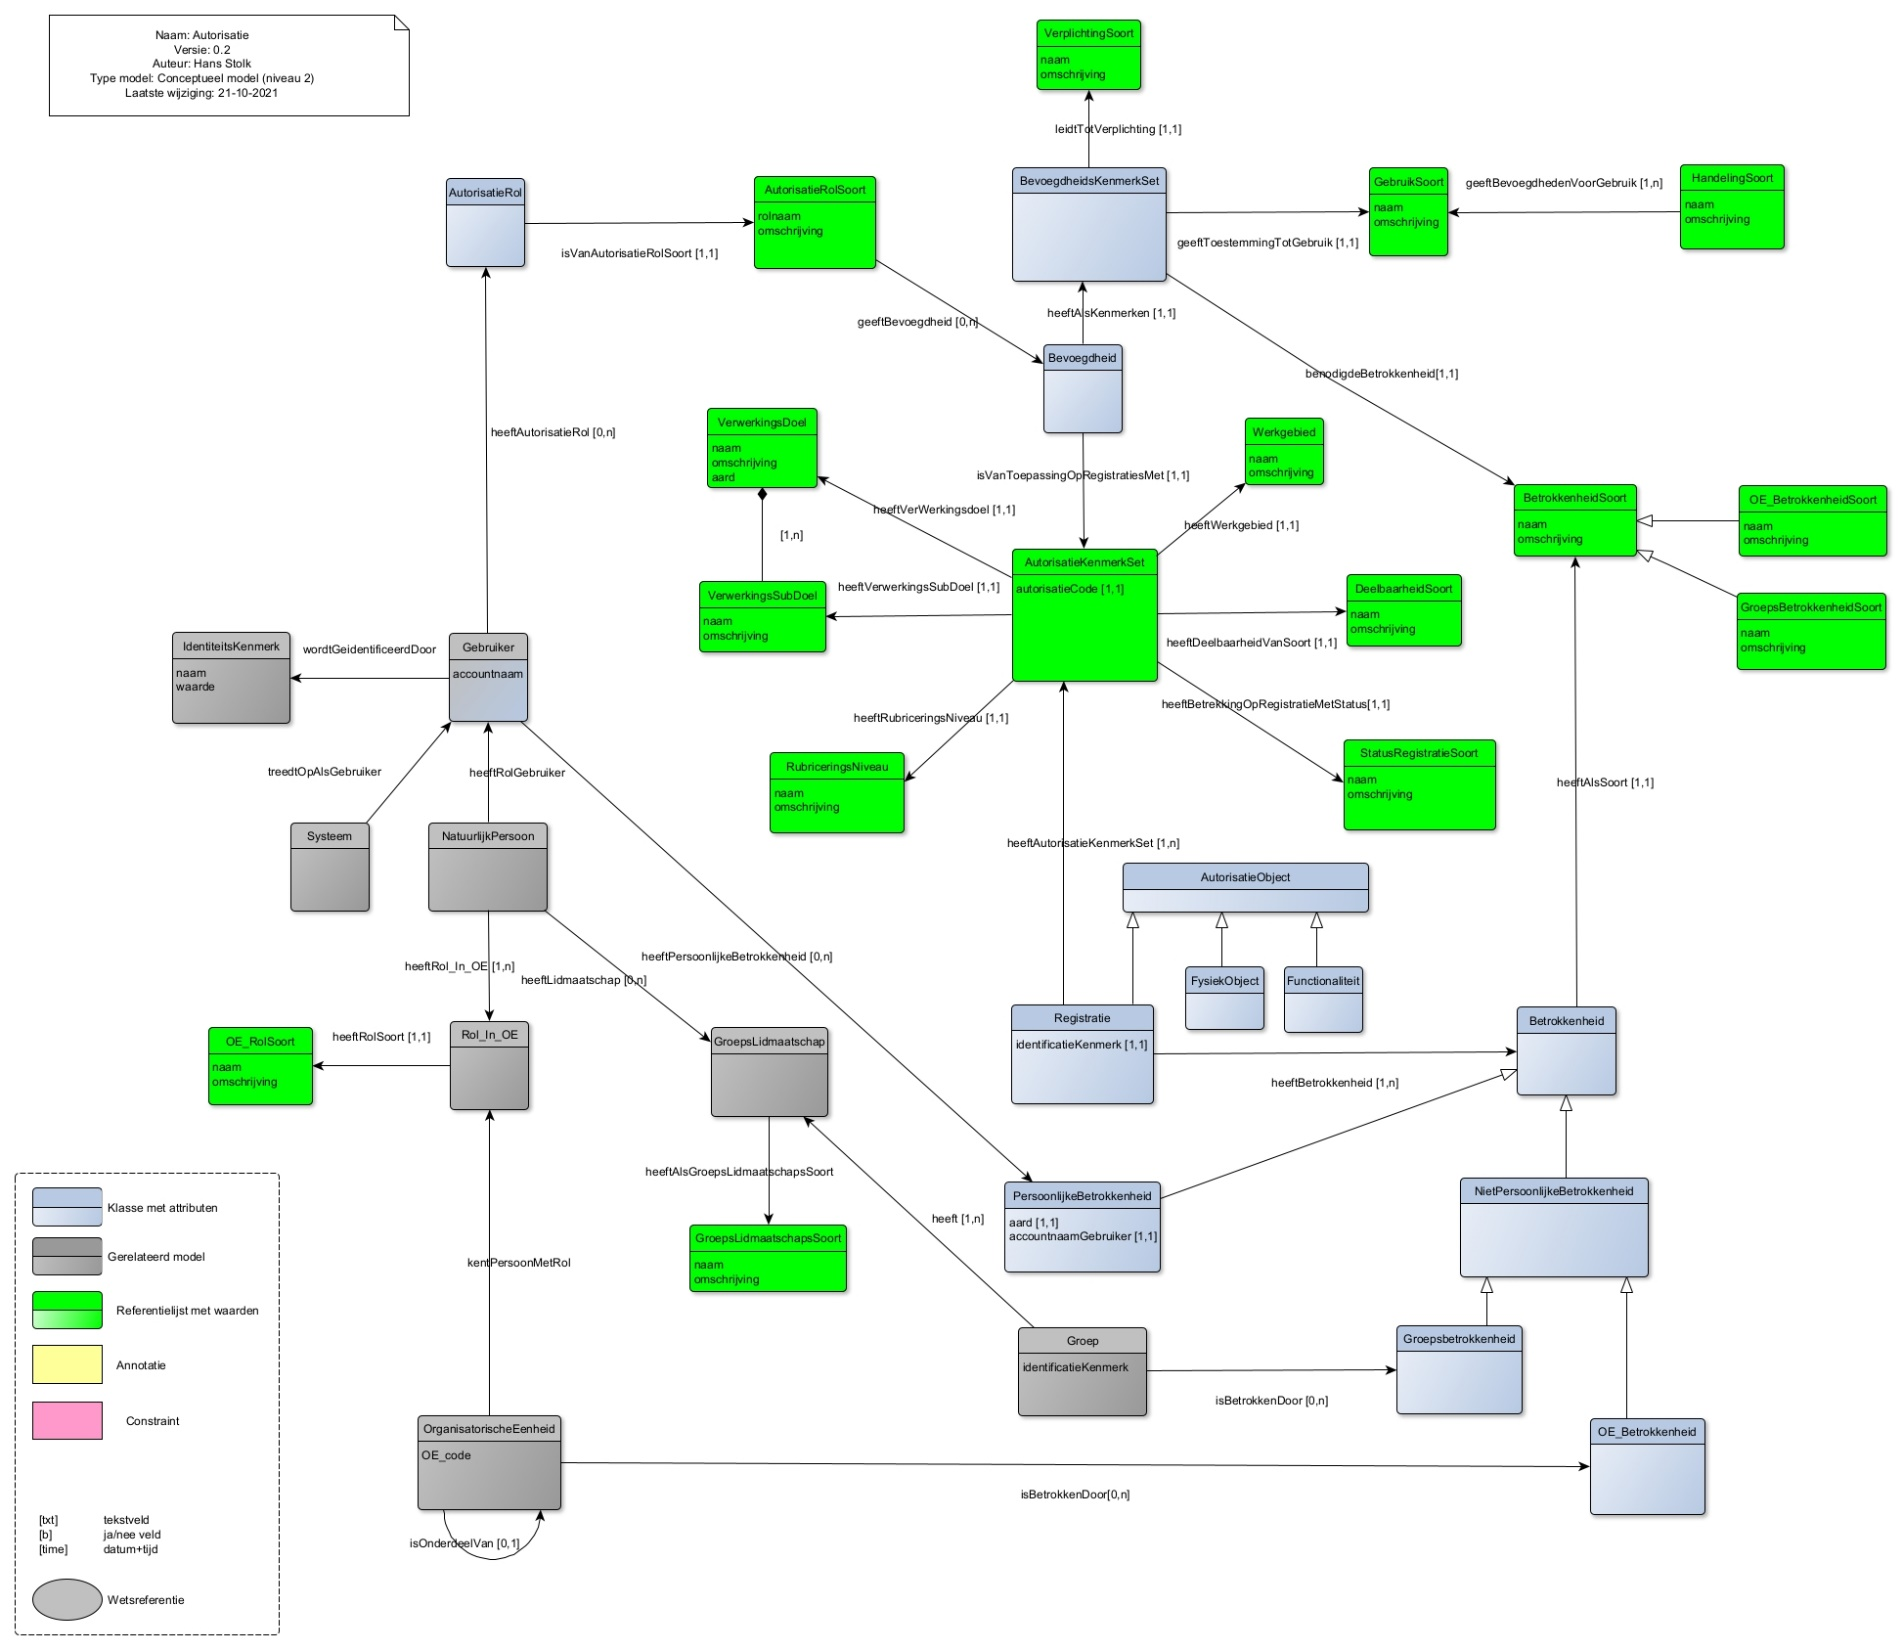 Naam: Autorisatie
Versie: 0.2
Auteur: Hans Stolk
Type model: Conceptueel model (niveau 2)
Laatste wijziging: 21-10-2021
VerplichtingSoort
naam
omschrijving
leidtTotVerplichting [1,1]
AutorisatieRol
AutorisatieRolSoort
rolnaam
omschrijving
isVanAutorisatieRolSoort [1,1]
BevoegdheidsKenmerkSet
GebruikSoort
naam
omschrijving
geeftBevoegdhedenVoorGebruik [1,n]
HandelingSoort
naam
omschrijving
geeftToestemmingTotGebruik [1,1]
geeftBevoegdheid [0,n]
heeftAlsKenmerken [1,1]
Bevoegdheid
benodigdeBetrokkenheid[1,1]
heeftAutorisatieRol [0,n]
VerwerkingsDoel
naam
omschrijving
aard
isVanToepassingOpRegistratiesMet [1,1]
Werkgebied
naam
omschrijving
heeftVerWerkingsdoel [1,1]
heeftWerkgebied [1,1]
[1,n]
BetrokkenheidSoort
naam
omschrijving
OE_BetrokkenheidSoort
naam
omschrijving
AutorisatieKenmerkSet
autorisatieCode [1,1]
heeftVerwerkingsSubDoel [1,1]
VerwerkingsSubDoel
naam
omschrijving
DeelbaarheidSoort
naam
omschrijving
heeftDeelbaarheidVanSoort [1,1]
GroepsBetrokkenheidSoort
naam
omschrijving
IdentiteitsKenmerk
naam
waarde
wordtGeidentificeerdDoor
Gebruiker
accountnaam
heeftRubriceringsNiveau [1,1]
heeftBetrekkingOpRegistratieMetStatus[1,1]
RubriceringsNiveau
naam
omschrijving
StatusRegistratieSoort
naam
omschrijving
treedtOpAlsGebruiker
heeftRolGebruiker
heeftAlsSoort [1,1]
Systeem
NatuurlijkPersoon
heeftAutorisatieKenmerkSet [1,n]
AutorisatieObject
heeftRol_In_OE [1,n]
heeftLidmaatschap [0,n]
heeftPersoonlijkeBetrokkenheid [0,n]
FysiekObject
Functionaliteit
OE_RolSoort
naam
omschrijving
heeftRolSoort [1,1]
Rol_In_OE
GroepsLidmaatschap
Registratie
identificatieKenmerk [1,1]
heeftBetrokkenheid [1,n]
Betrokkenheid
heeftAlsGroepsLidmaatschapsSoort
GroepsLidmaatschapsSoort
naam
omschrijving
heeft [1,n]
PersoonlijkeBetrokkenheid
aard [1,1]
accountnaamGebruiker [1,1]
NietPersoonlijkeBetrokkenheid
kentPersoonMetRol
Groep
identificatieKenmerk
isBetrokkenDoor [0,n]
Groepsbetrokkenheid
OrganisatorischeEenheid
OE_code
isBetrokkenDoor[0,n]
OE_Betrokkenheid
isOnderdeelVan [0,1]
Klasse met attributen
Gerelateerd model
Referentielijst met waarden
Annotatie
Constraint
[txt] tekstveld
[b] ja/nee veld
[time] datum+tijd
Wetsreferentie